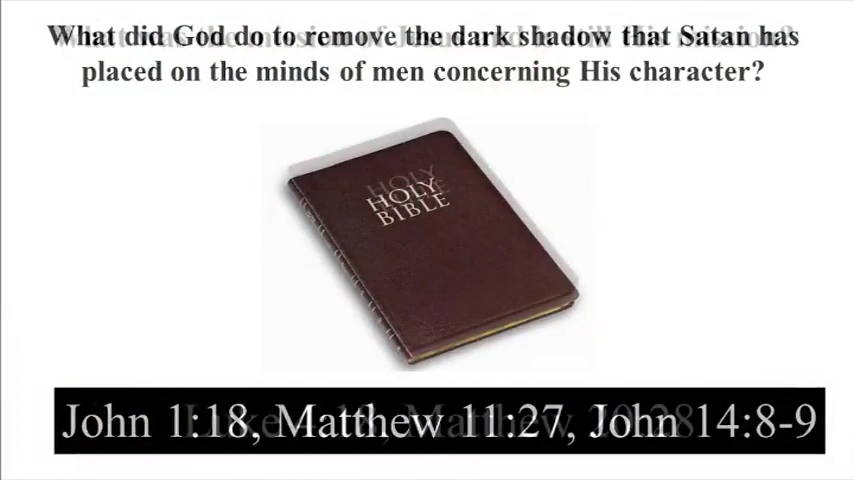 What did God do to remove the dark shadow that Satan has
placed on the minds of men concerning His character?
HOLY
BIBLE
John 1:18, Matthew 11:27, John 14:8-9